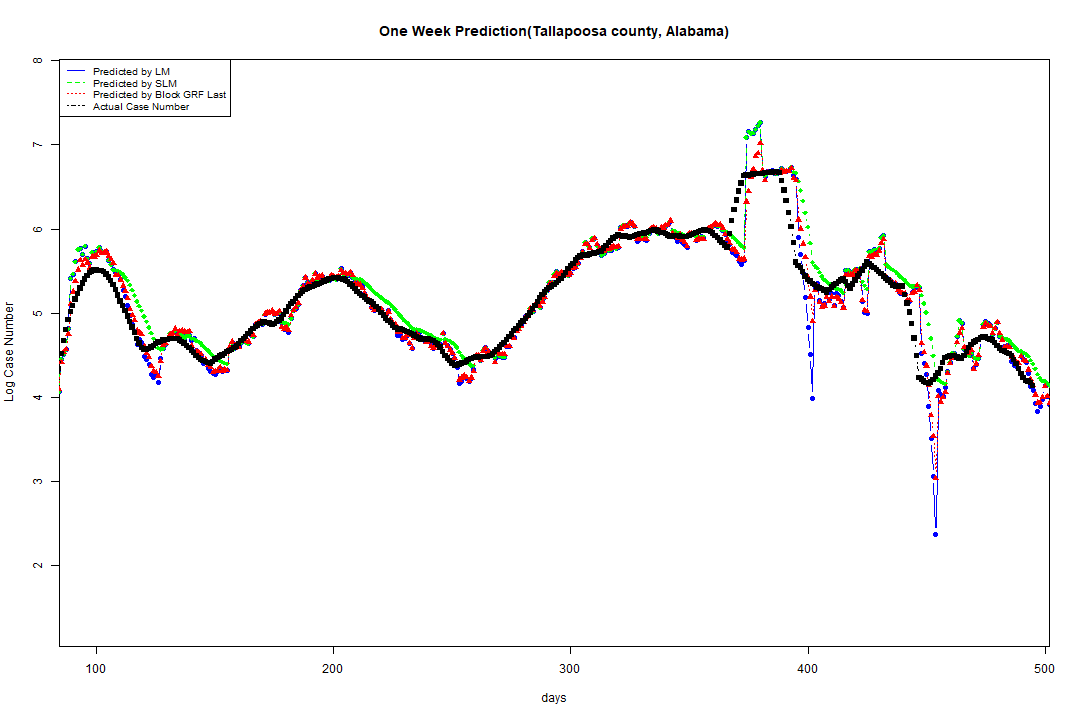 One Week Prediction(Tallapoosa county, Alabama)
Predicted by LM
Predicted by SLM
Predicted by Block GRF Last
Actual Case Number
8
7
6
5
4
3
2
Log Case Number
100 200 300 400 500
days